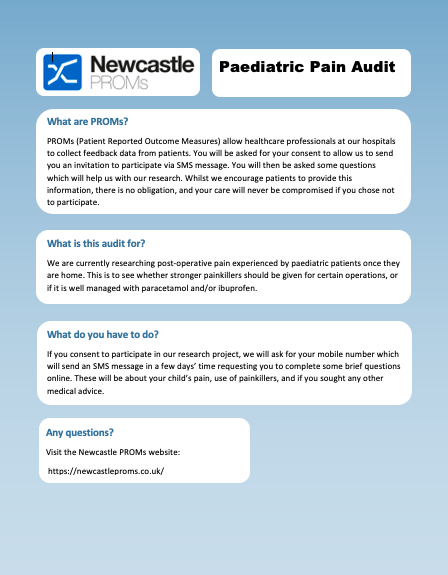 Newcastle
PROMs
Paediatric Pain Audit
What are PROMs?
PROMs (Patient Reported Outcome Measures) allow healthcare professionals at our hospitals
to collect feedback data from patients. You will be asked for your consent to allow us to send
you an invitation to participate via SMS message. You will then be asked some questions
which will help us with our research. Whilst we encourage patients to provide this
information, there is no obligation, and your care will never be compromised if you chose not
to participate.
What is this audit for?
We are currently researching post-operative pain experienced by paediatric patients once they
are home. This is to see whether stronger painkillers should be given for certain operations, or
if it is well managed with paracetamol and/or ibuprofen.
What do you have to do?
If you consent to participate in our research project, we will ask for your mobile number which
will send an SMS message in a few days’ time requesting you to complete some brief questions
online. These will be about your child’s pain, use of painkillers, and if you sought any other
medical advice.
Any questions?
Visit the Newcastle PROMs website:
https://newcastleproms.co.uk/